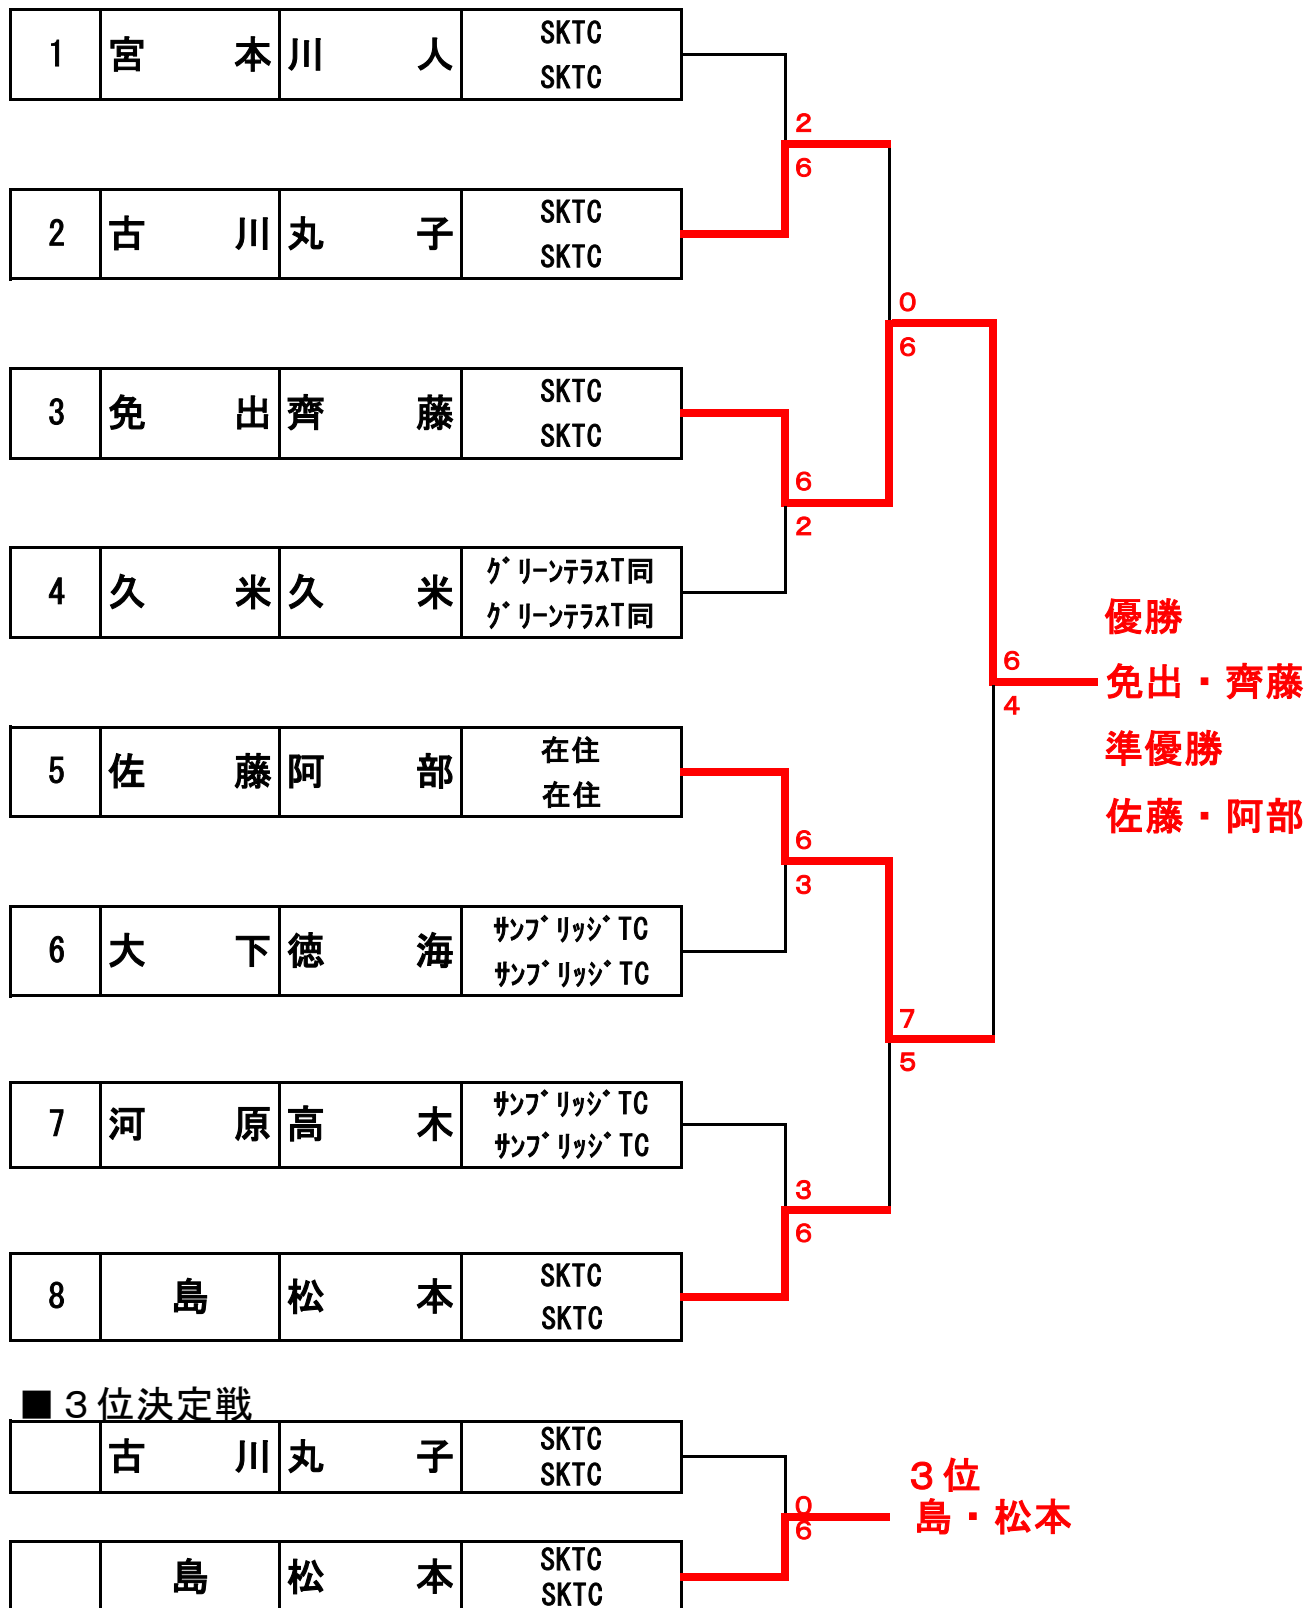 1 宮本 川人 SKTC
SKTC
2
6
2 古川 丸子 SKTC
SKTC
0
6
3 免出 齊藤 SKTC
SKTC
6
2
4 久米 久米 ｸﾞﾘｰﾝﾃﾗｽT同
ｸﾞﾘｰﾝﾃﾗｽT同
優勝
6
免出・齊藤
4
準優勝
5 佐藤 阿部 在住
在住
佐藤・阿部
6
3
6 大下 徳海 ｻﾝﾌﾞﾘｯｼﾞTC
ｻﾝﾌﾞﾘｯｼﾞTC
7
5
7 河原 高木 ｻﾝﾌﾞﾘｯｼﾞTC
ｻﾝﾌﾞﾘｯｼﾞTC
3
6
8 島 松本 SKTC
SKTC
■３位決定戦
古川 丸子 SKTC
SKTC
３位
0
島・松本
6
島 松本 SKTC
SKTC